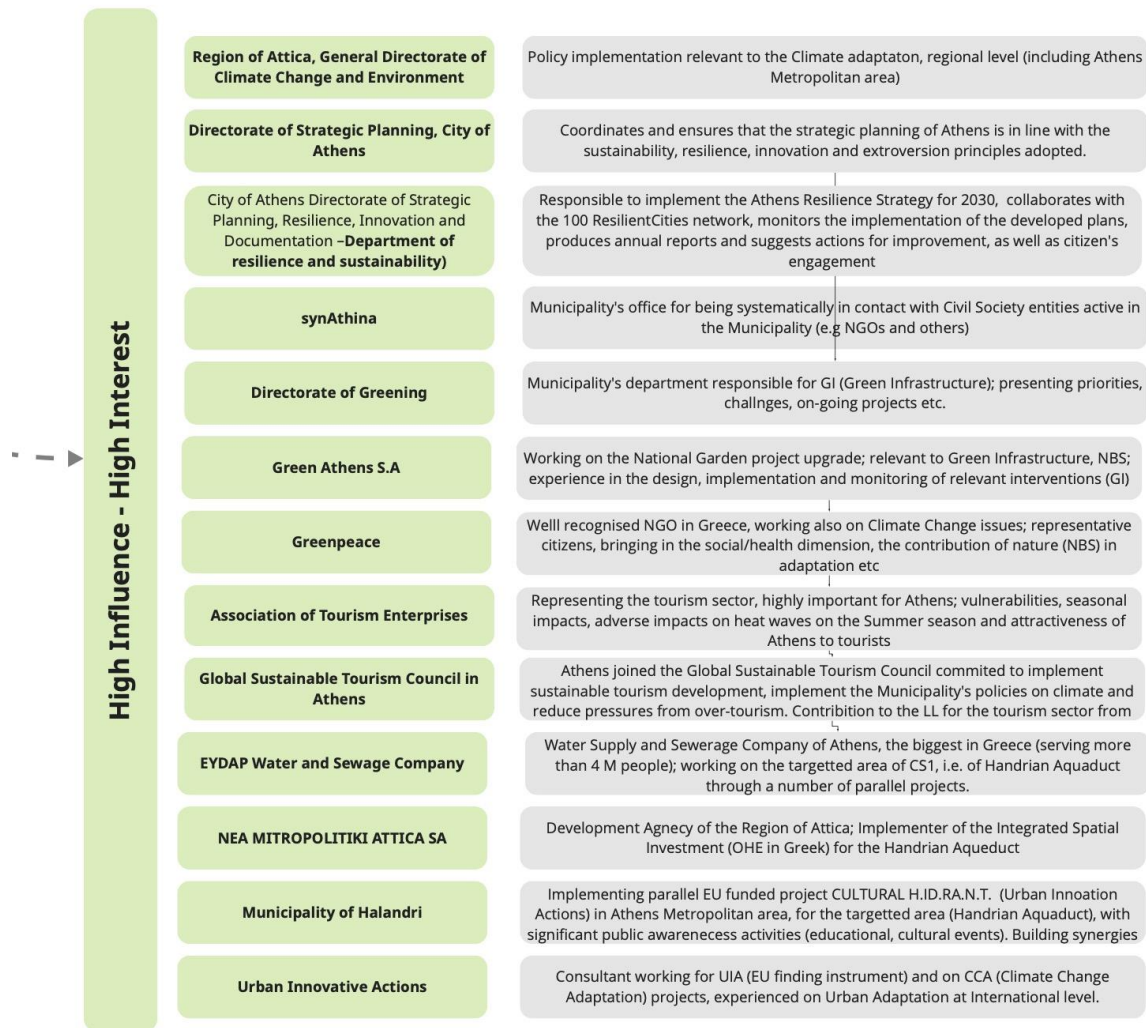 High Influence - High Interest
Region of Attica, General Directorate of
Climate Change and Environment
Policy implementation relevant to the Climate adaptaton, regional level (including Athens
Metropolitan area)
Directorate of Strategic Planning, City of
Athens
Coordinates and ensures that the strategic planning of Athens is in line with the
sustainability, resilience, innovation and extroversion principles adopted.
City of Athens Directorate of Strategic
Planning, Resilience, Innovation and
Documentation –Department of
resilience and sustainability)
Responsible to implement the Athens Resilience Strategy for 2030, collaborates with
the 100 ResilientCities network, monitors the implementation of the developed plans,
produces annual reports and suggests actions for improvement, as well as citizen's
engagement
synAthina
Municipality's office for being systematically in contact with Civil Society entities active in
the Municipality (e.g NGOs and others)
Directorate of Greening
Municipality's department responsible for GI (Green Infrastructure); presenting priorities,
challnges, on-going projects etc.
Green Athens S.A
Working on the National Garden project upgrade; relevant to Green Infrastructure, NBS;
experience in the design, implementation and monitoring of relevant interventions (GI)
Greenpeace
Welll recognised NGO in Greece, working also on Climate Change issues; representative
citizens, bringing in the social/health dimension, the contribution of nature (NBS) in
adaptation etc
Association of Tourism Enterprises
Representing the tourism sector, highly important for Athens; vulnerabilities, seasonal
impacts, adverse impacts on heat waves on the Summer season and attractiveness of
Athens to tourists
Global Sustainable Tourism Council in
Athens
Athens joined the Global Sustainable Tourism Council commited to implement
sustainable tourism development, implement the Municipality's policies on climate and
reduce pressures from over-tourism. Contribition to the LL for the tourism sector from
EYDAP Water and Sewage Company
Water Supply and Sewerage Company of Athens, the biggest in Greece (serving more
than 4 M people); working on the targetted area of CS1, i.e. of Handrian Aquaduct
through a number of parallel projects.
NEA MITROPOLITIKI ATTICA SA
Development Agnecy of the Region of Attica; Implementer of the Integrated Spatial
Investment (OHE in Greek) for the Handrian Aqueduct
Municipality of Halandri
Implementing parallel EU funded project CULTURAL H.ID.RA.N.T. (Urban Innoation
Actions) in Athens Metropolitan area, for the targetted area (Handrian Aquaduct), with
significant public awarenecess activities (educational, cultural events). Building synergies
Urban Innovative Actions
Consultant working for UIA (EU finding instrument) and on CCA (Climate Change
Adaptation) projects, experienced on Urban Adaptation at International level.